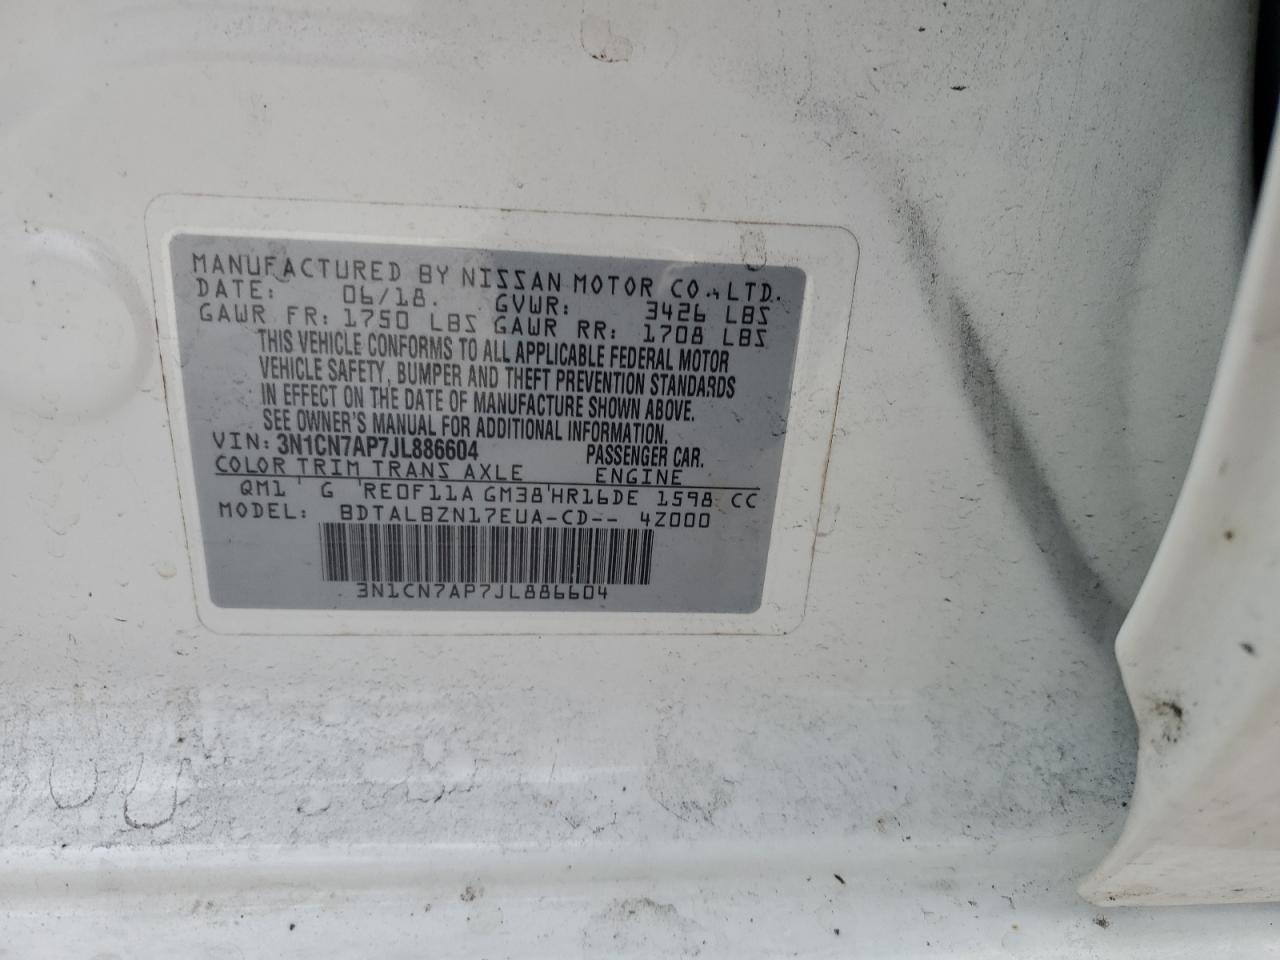 MANUFACTURED BY NISSAN MOTOR CO., LTD.
DATE: 06/18. GVWR: 3426 LBS
GAWR FR: 1750 LBS GAWR RR: 1708 LBS
THIS VEHICLE CONFORMS TO ALL APPLICABLE FEDERAL MOTOR
VEHICLE SAFETY, BUMPER AND THEFT PREVENTION STANDARDS
IN EFFECT ON THE DATE OF MANUFACTURE SHOWN ABOVE.
SEE OWNER'S MANUAL FOR ADDITIONAL INFORMATION.
VIN: 3N1CN7AP7JL886604 PASSENGER CAR.
COLOR TRIM TRANS AXLE ENGINE
QM1 ' G 'RE0F11A GM38'HR16DE 1598 CC
MODEL: BDTALBZN17EUA-CD-- 4Z000
3N1CN7AP7JL886604